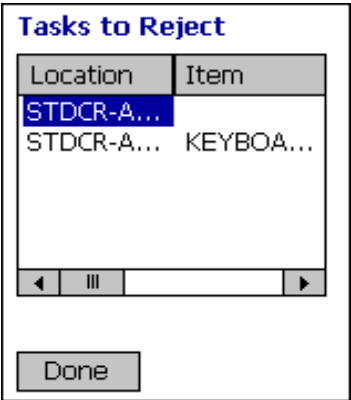 Tasks to Reject
Location Item
STDCR-A...
STDCR-A... KEYBOA...
Done